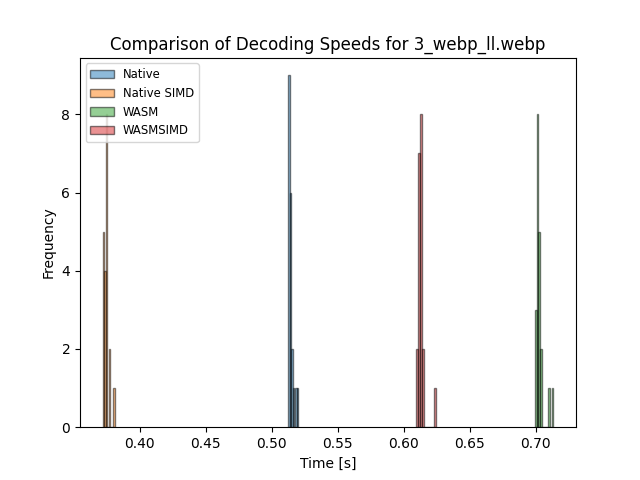 Comparison of Decoding Speeds for 3_webp_ll.webp
Native
Native SIMD
WASM
WASMSIMD
Frequency
8
6
4
2
0
0.40 0.45 0.50 0.55 0.60 0.65 0.70
Time [s]